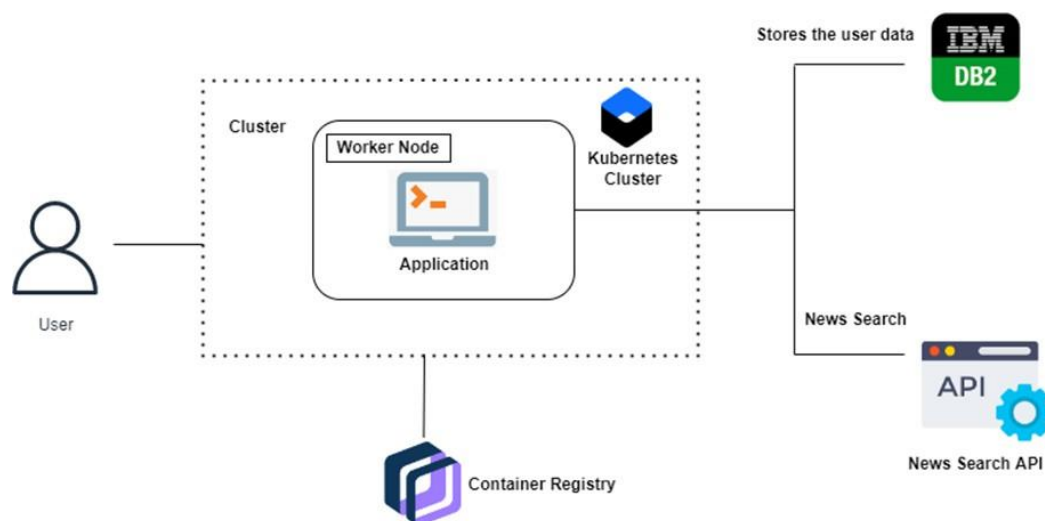 Stores the user data
IBM
DB2
Cluster
Worker Node
Kubernetes
Cluster
Application
User
News Search
API
News Search API
Container Registry